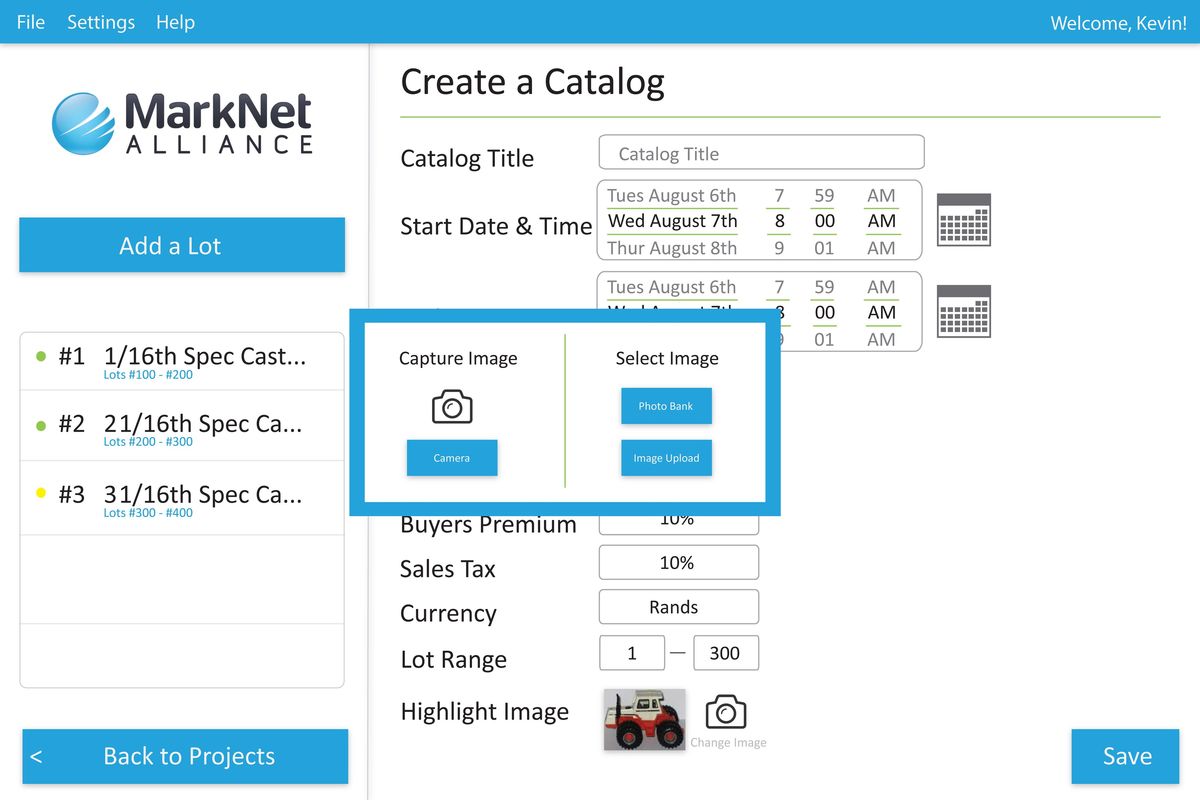 File Settings Help
Welcome, Kevin!
MarkNet
ALLIANCE
Add a Lot
#1 1/16th Spec Cast...
Lots #100 - #200
#2 21/16th Spec Ca...
Lots #200 - #300
#3 31/16th Spec Ca...
Lots #300 - #400
< Back to Projects
Create a Catalog
Catalog Title Catalog Title
Tues August 6th 7 59 AM
Start Date & Time Wed August 7th 8 00 AM
Thur August 8th 9 01 AM
Tues August 6th 7 59 AM
Wed August 7th 8 00 AM
01 AM
Capture Image
Camera
Select Image
Photo Bank
Image Upload
Buyers Premium 10%
Sales Tax 10%
Currency Rands
Lot Range 1 — 300
Highlight Image
Change Image
Save